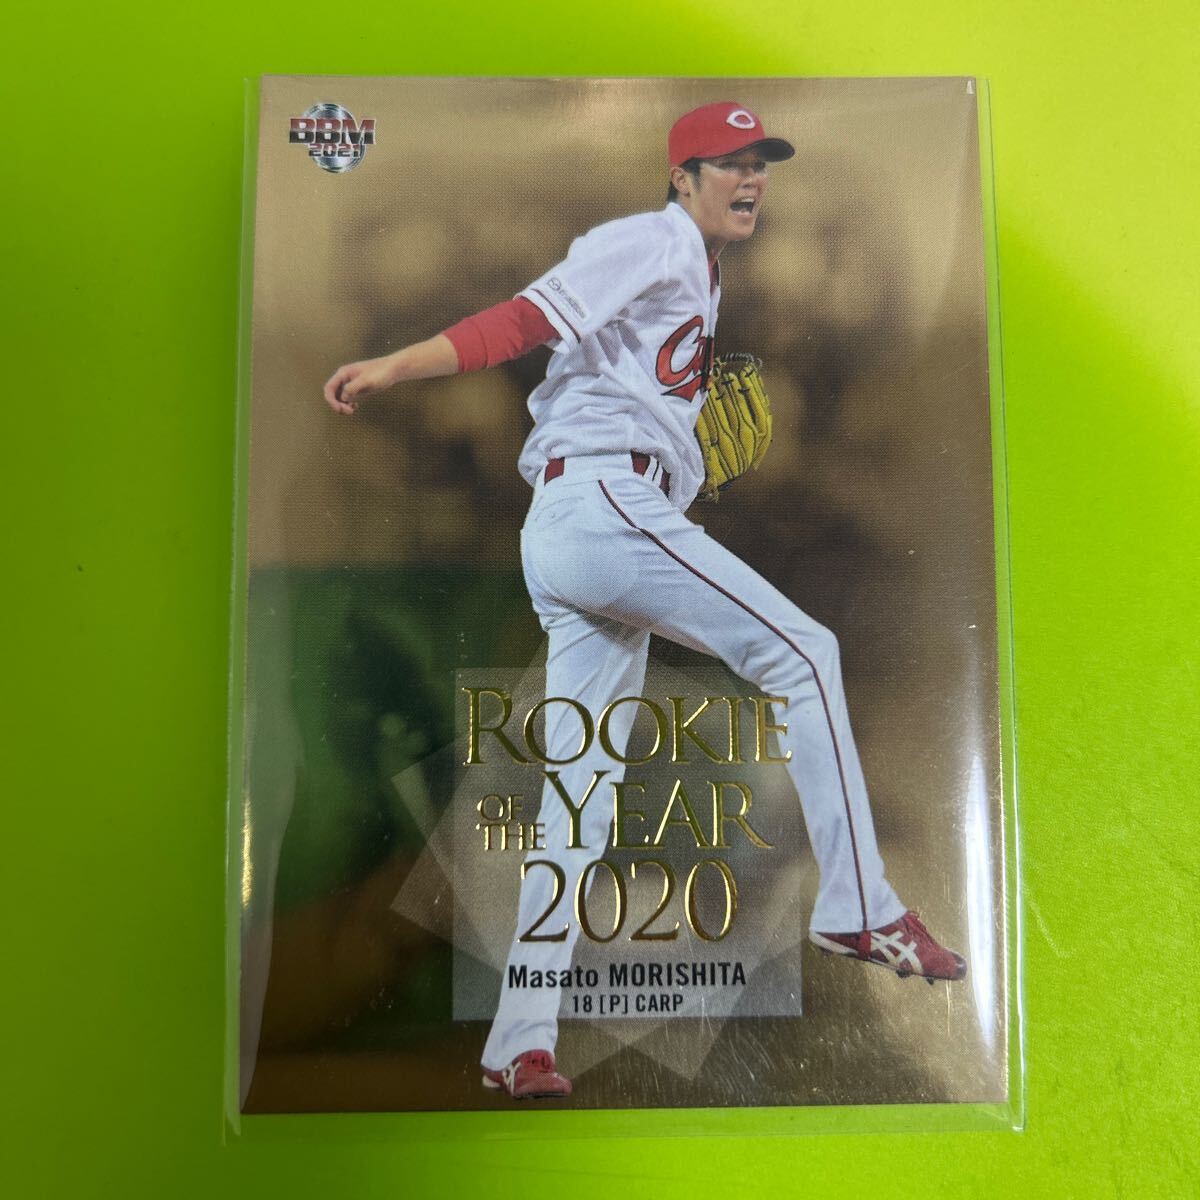 BBM
2021
ROOKIE
OF THE YEAR
2020
Masato MORISHITA
18 [P] CARP